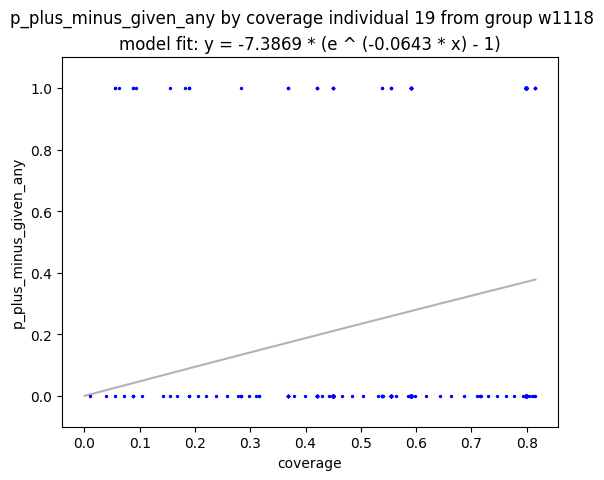 p_plus_minus_given_any by coverage individual 19 from group w1118
model fit: y = -7.3869 * (e ^ (-0.0643 * x) - 1)
1.0
0.8
0.6
0.4
0.2
0.0
p_plus_minus_given_any
0.0 0.1 0.2 0.3 0.4 0.5 0.6 0.7 0.8
coverage